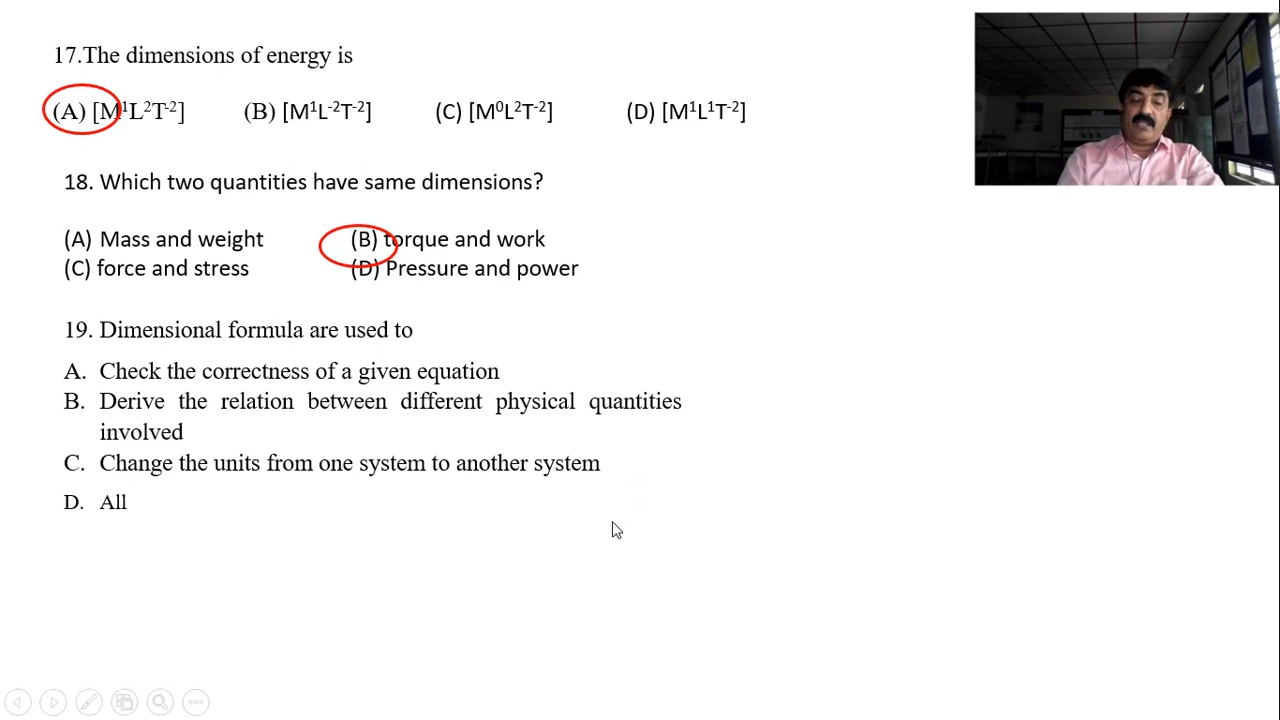 17.The dimensions of energy is
(A) [M¹L²T⁻²] (B) [M¹L⁻²T⁻²] (C) [M⁰L²T⁻²] (D) [M¹L¹T⁻²]
18. Which two quantities have same dimensions?
(A) Mass and weight (B) torque and work
(C) force and stress (D) Pressure and power
19. Dimensional formula are used to
A. Check the correctness of a given equation
B. Derive the relation between different physical quantities
involved
C. Change the units from one system to another system
D. All